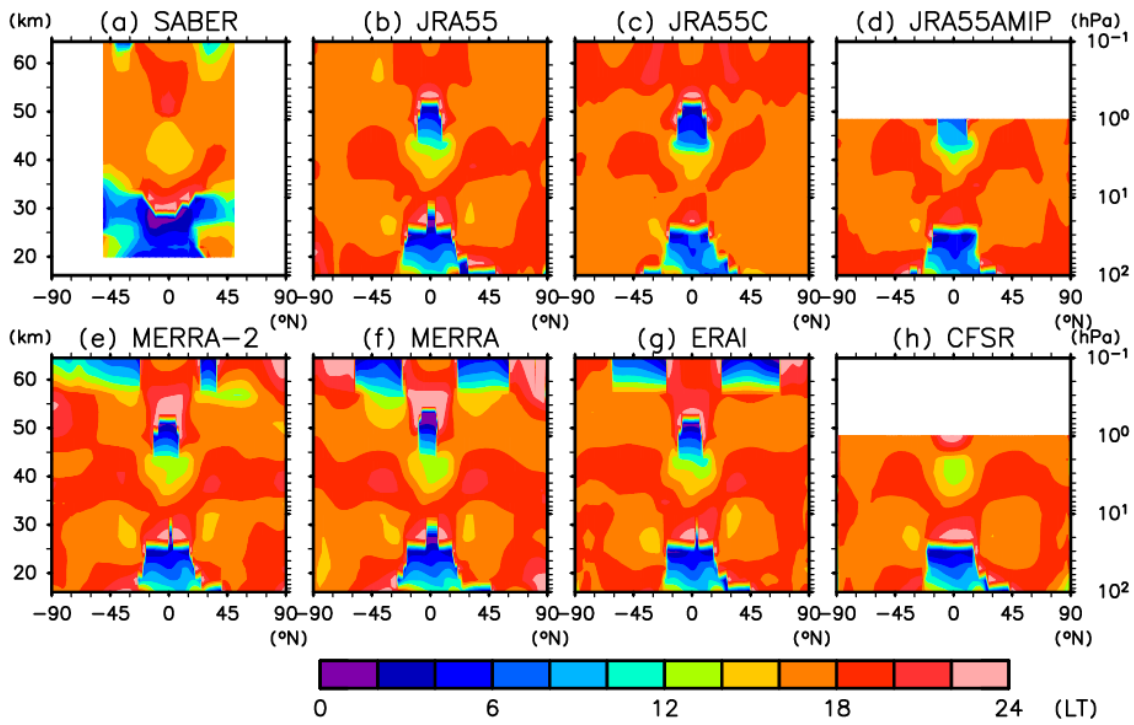 (km) (a) SABER (b) JRA55 (c) JRA55C (d) JRA55AMIP (hPa)
60 10⁻¹
50 10⁰
40
30 10¹
20 10²
−90 −45 0 45 90 −90 −45 0 45 90 −90 −45 0 45 90 −90 −45 0 45 90
(°N) (°N) (°N) (°N)
(km) (e) MERRA−2 (f) MERRA (g) ERAI (h) CFSR (hPa)
60 10⁻¹
50 10⁰
40
30 10¹
20 10²
−90 −45 0 45 90 −90 −45 0 45 90 −90 −45 0 45 90 −90 −45 0 45 90
(°N) (°N) (°N) (°N)
0 6 12 18 24 (LT)